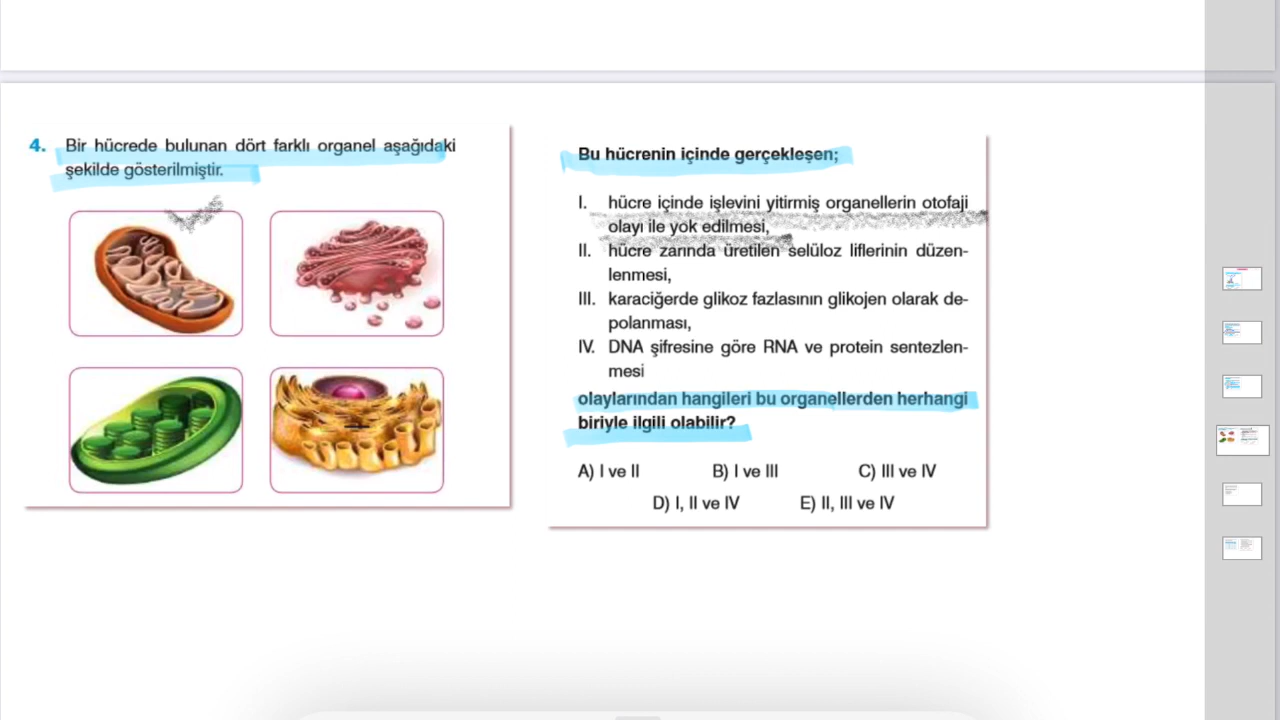 4. Bir hücrede bulunan dört farklı organel aşağıdaki
şekilde gösterilmiştir.
Bu hücrenin içinde gerçekleşen;
I. hücre içinde işlevini yitirmiş organellerin otofaji
olayı ile yok edilmesi,
II. hücre zarında üretilen selüloz liflerinin düzen-
lenmesi,
III. karaciğerde glikoz fazlasının glikojen olarak de-
polanması,
IV. DNA şifresine göre RNA ve protein sentezlen-
mesi
olaylarından hangileri bu organellerden herhangi
biriyle ilgili olabilir?
A) I ve II B) I ve III C) III ve IV
D) I, II ve IV E) II, III ve IV